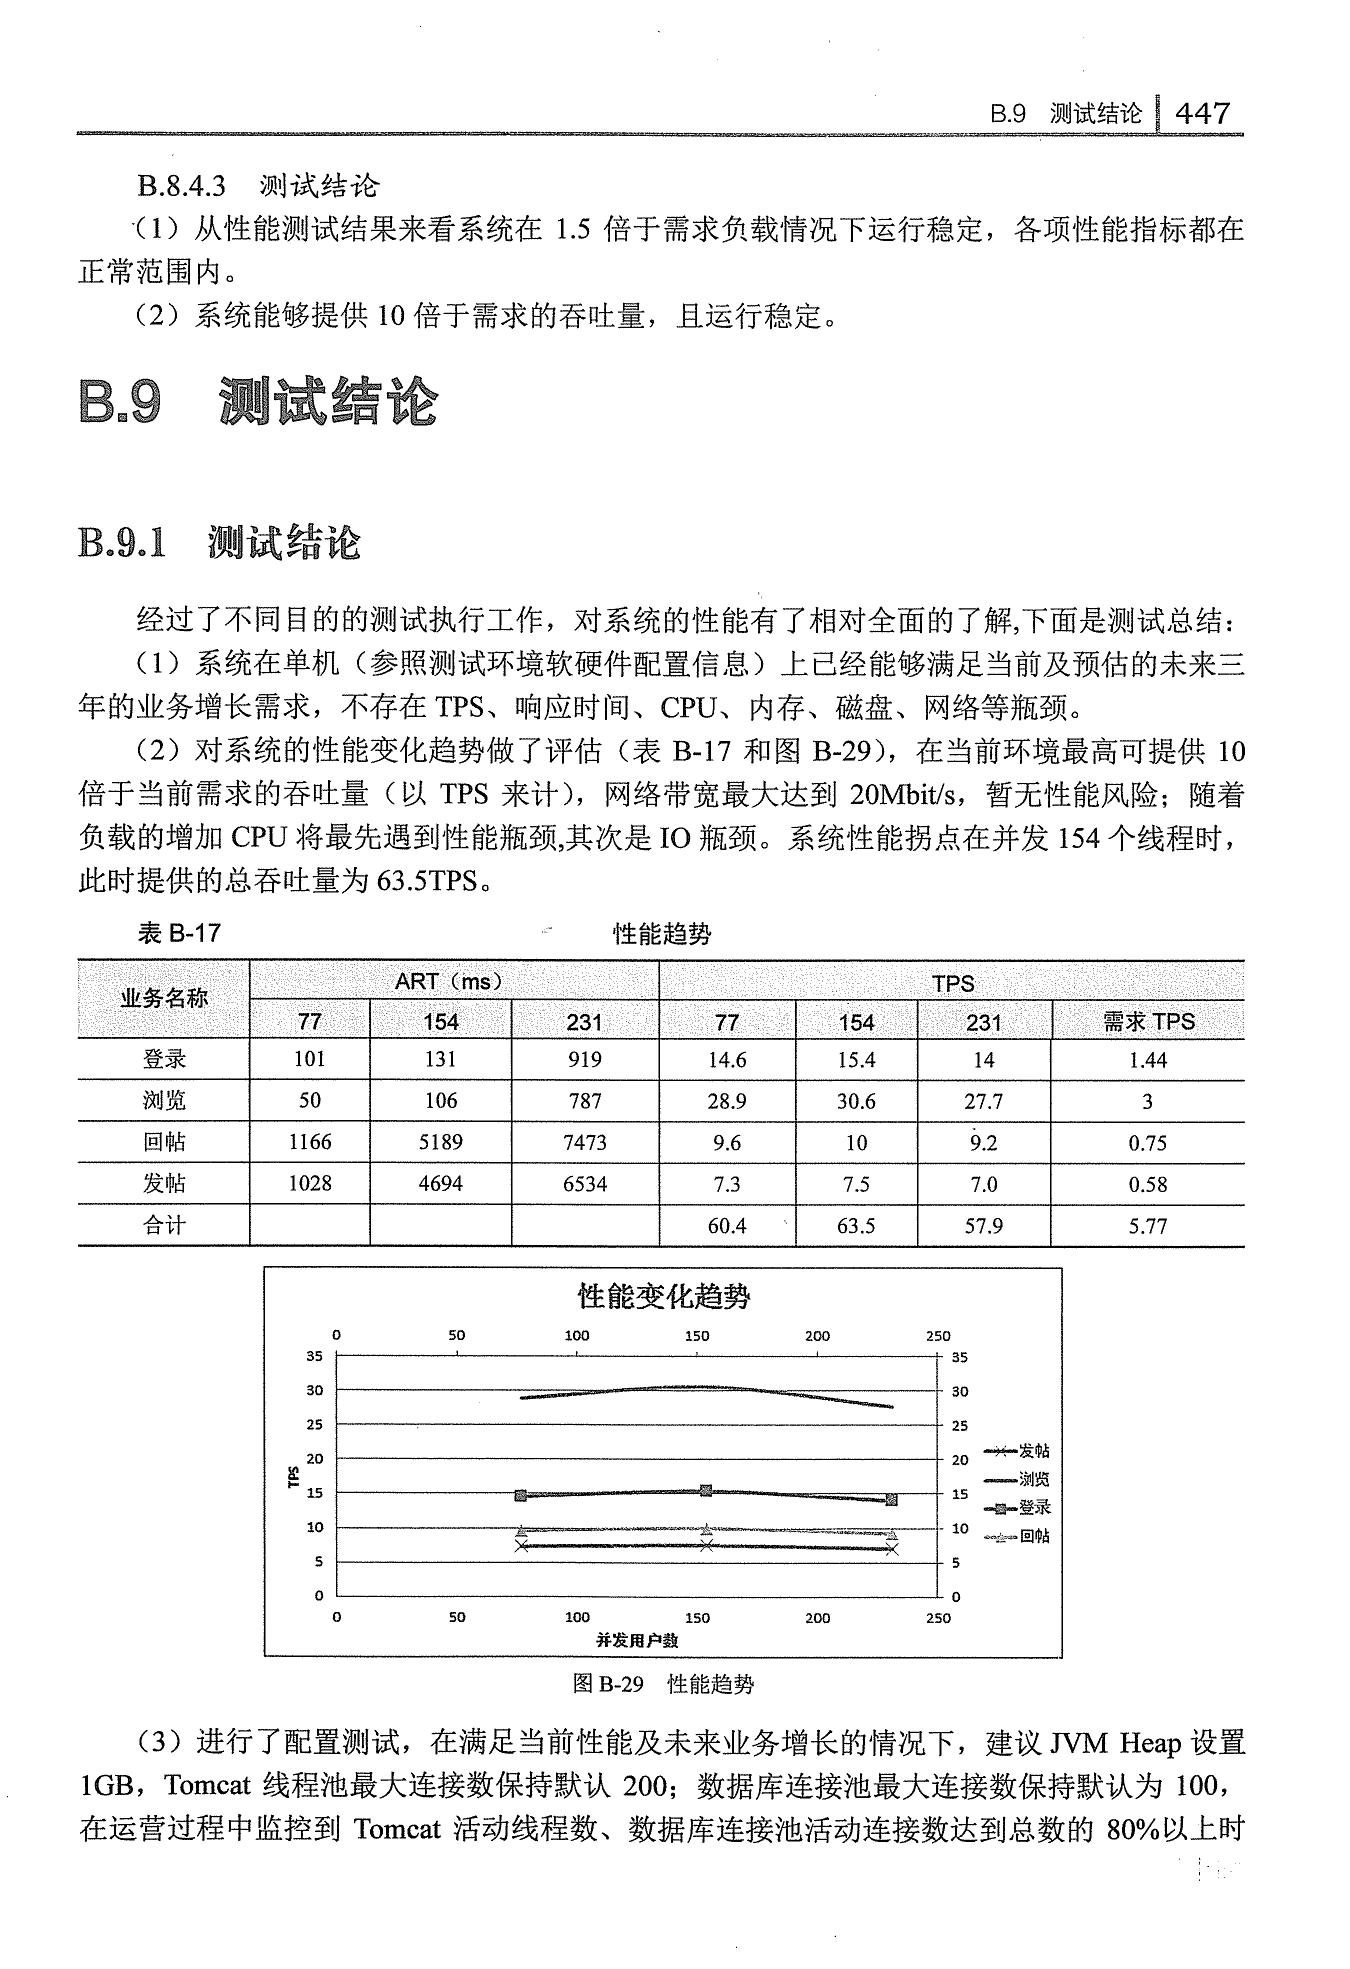 B.9 测试结论 447
B.8.4.3 测试结论
（1）从性能测试结果来看系统在 1.5 倍于需求负载情况下运行稳定，各项性能指标都在
正常范围内。
（2）系统能够提供 10 倍于需求的吞吐量，且运行稳定。
B.9 测试结论
B.9.1 测试结论
经过了不同目的的测试执行工作，对系统的性能有了相对全面的了解,下面是测试总结：
（1）系统在单机（参照测试环境软硬件配置信息）上已经能够满足当前及预估的未来三
年的业务增长需求，不存在 TPS、响应时间、CPU、内存、磁盘、网络等瓶颈。
（2）对系统的性能变化趋势做了评估（表 B-17 和图 B-29），在当前环境最高可提供 10
倍于当前需求的吞吐量（以 TPS 来计），网络带宽最大达到 20Mbit/s，暂无性能风险；随着
负载的增加 CPU 将最先遇到性能瓶颈,其次是 IO 瓶颈。系统性能拐点在并发 154 个线程时，
此时提供的总吞吐量为 63.5TPS。
表 B-17 性能趋势
业务名称 ART（ms） TPS
77 154 231 77 154 231 需求 TPS
登录 101 131 919 14.6 15.4 14 1.44
浏览 50 106 787 28.9 30.6 27.7 3
回帖 1166 5189 7473 9.6 10 9.2 0.75
发帖 1028 4694 6534 7.3 7.5 7.0 0.58
合计 60.4 63.5 57.9 5.77
性能变化趋势
0 50 100 150 200 250
35 35
30 30
25 25
20 20
15 15
10 10
5 5
0 0
0 50 100 150 200 250
TPS
并发用户数
发帖
浏览
登录
回帖
图 B-29 性能趋势
（3）进行了配置测试，在满足当前性能及未来业务增长的情况下，建议 JVM Heap 设置
1GB，Tomcat 线程池最大连接数保持默认 200；数据库连接池最大连接数保持默认为 100，
在运营过程中监控到 Tomcat 活动线程数、数据库连接池活动连接数达到总数的 80%以上时